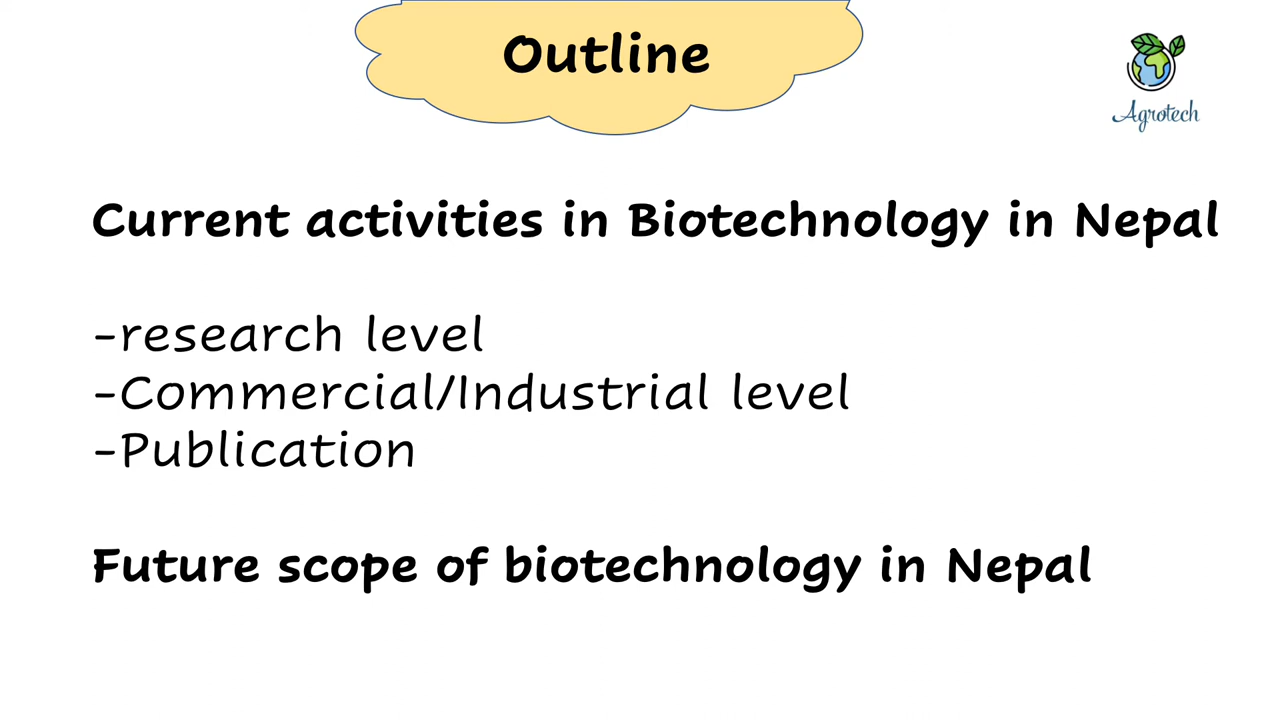 Outline
Agrotech
Current activities in Biotechnology in Nepal
-research level
-Commercial/Industrial level
-Publication
Future scope of biotechnology in Nepal